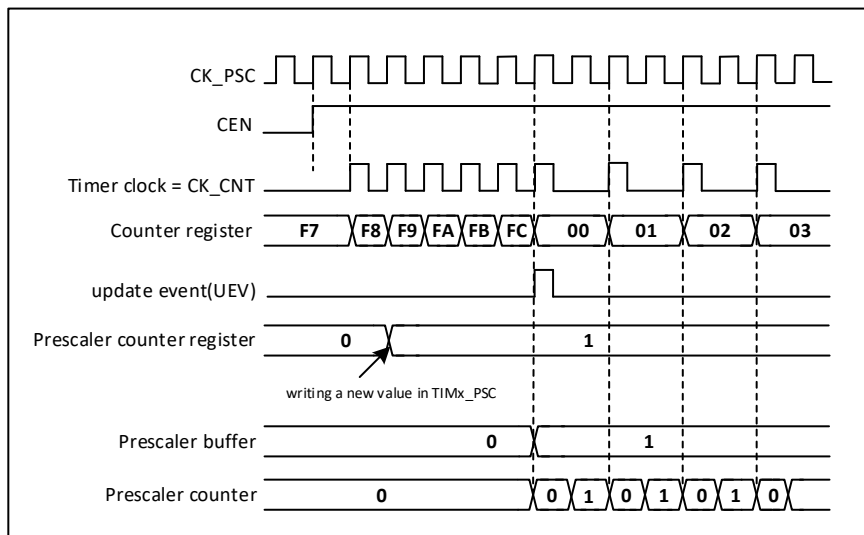 CK_PSC
CEN
Timer clock = CK_CNT
Counter register F7 F8 F9 FA FB FC 00 01 02 03
update event(UEV)
Prescaler counter register 0 1
writing a new value in TIMx_PSC
Prescaler buffer 0 1
Prescaler counter 0 0 1 0 1 0 1 0